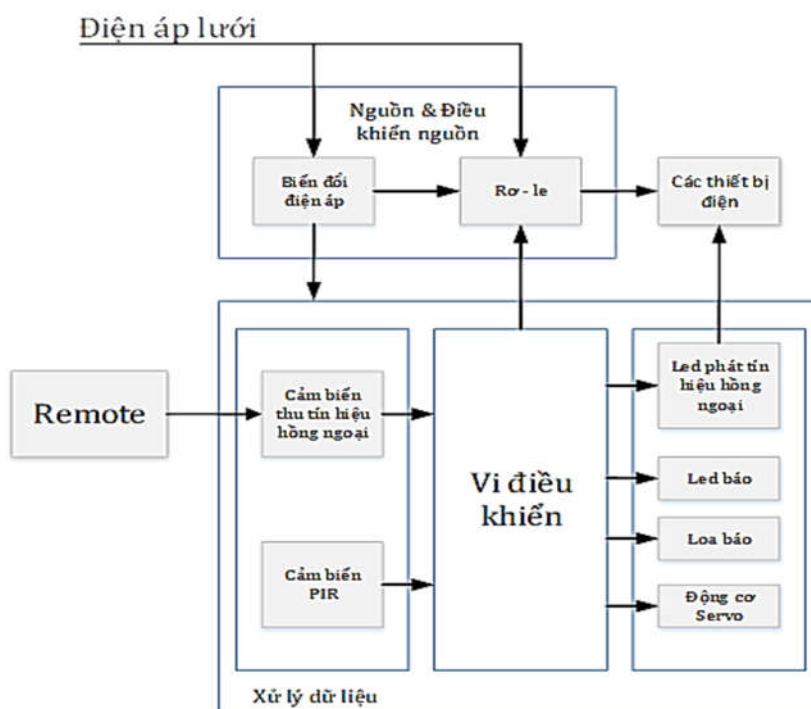 Điện áp lưới
Nguồn & Điều
khiển nguồn
Biến đổi
điện áp
Rơ - le
Các thiết bị
điện
Remote
Cảm biến
thu tín hiệu
hồng ngoại
Vi điều
khiển
Led phát tín
hiệu hồng
ngoại
Led báo
Loa báo
Cảm biến
PIR
Động cơ
Servo
Xử lý dữ liệu